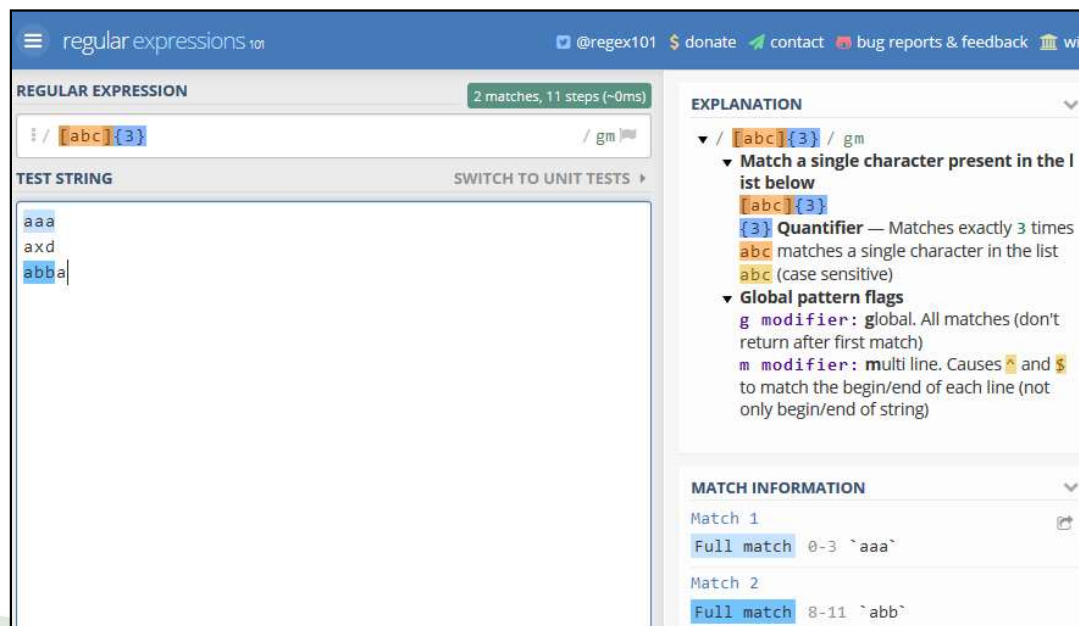 regular expressions 101
@regex101 $ donate contact bug reports & feedback
REGULAR EXPRESSION
2 matches, 11 steps (~0ms)
/ [abc]{3} / gm
TEST STRING
SWITCH TO UNIT TESTS
aaa
axd
abba
EXPLANATION
/ [abc]{3} / gm
Match a single character present in the l
ist below
[abc]{3}
{3} Quantifier — Matches exactly 3 times
abc matches a single character in the list
abc (case sensitive)
Global pattern flags
g modifier: global. All matches (don't
return after first match)
m modifier: multi line. Causes ^ and $
to match the begin/end of each line (not
only begin/end of string)
MATCH INFORMATION
Match 1
Full match 0-3 `aaa`
Match 2
Full match 8-11 `abb`